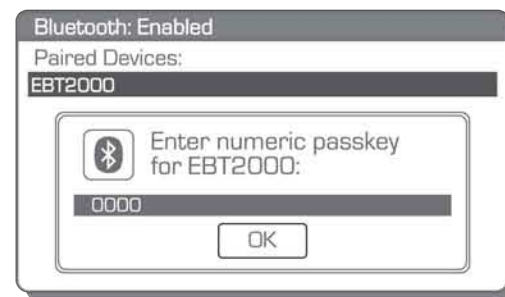 Bluetooth: Enabled
Paired Devices:
EBT2000
Enter numeric passkey
for EBT2000:
0000
OK